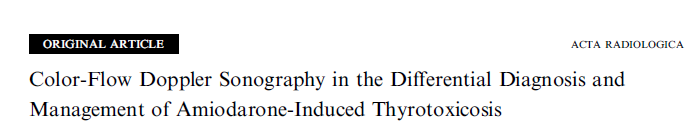 ORIGINAL ARTICLE
ACTA RADIOLOGICA
Color-Flow Doppler Sonography in the Differential Diagnosis and
Management of Amiodarone-Induced Thyrotoxicosis